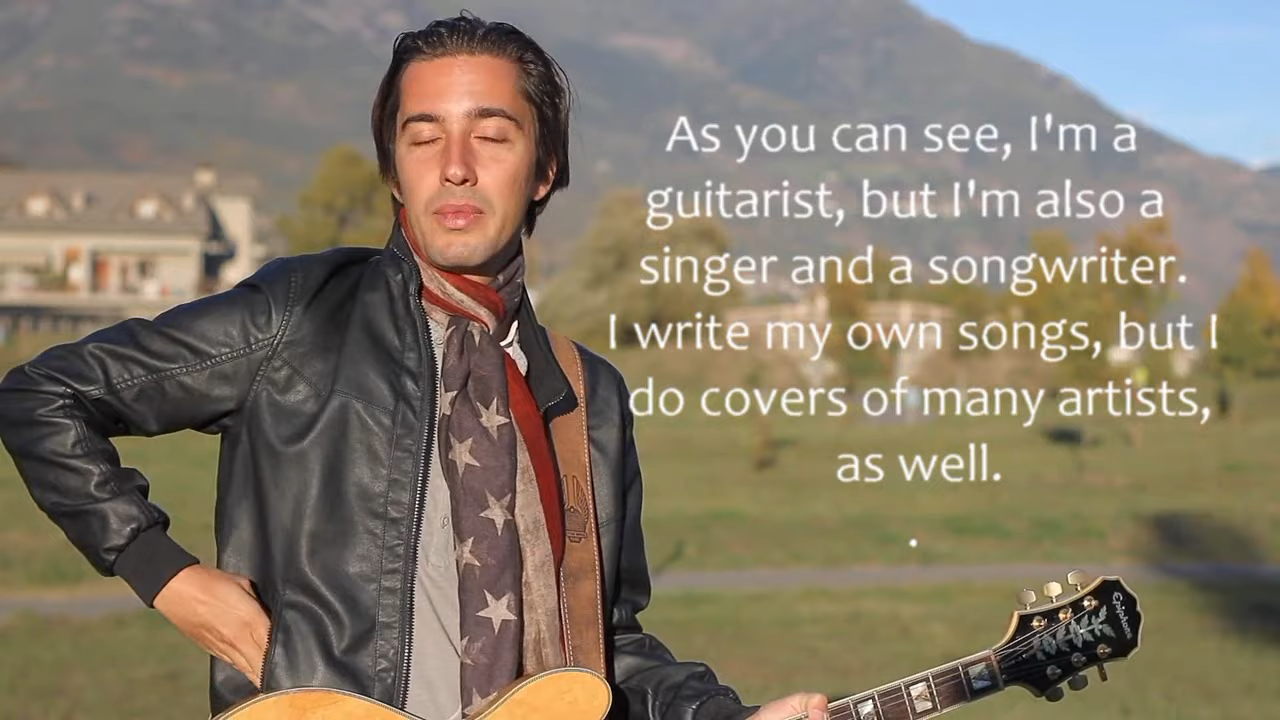 As you can see, I'm a
guitarist, but I'm also a
singer and a songwriter.
I write my own songs, but I
do covers of many artists,
as well.
.
Epiphone